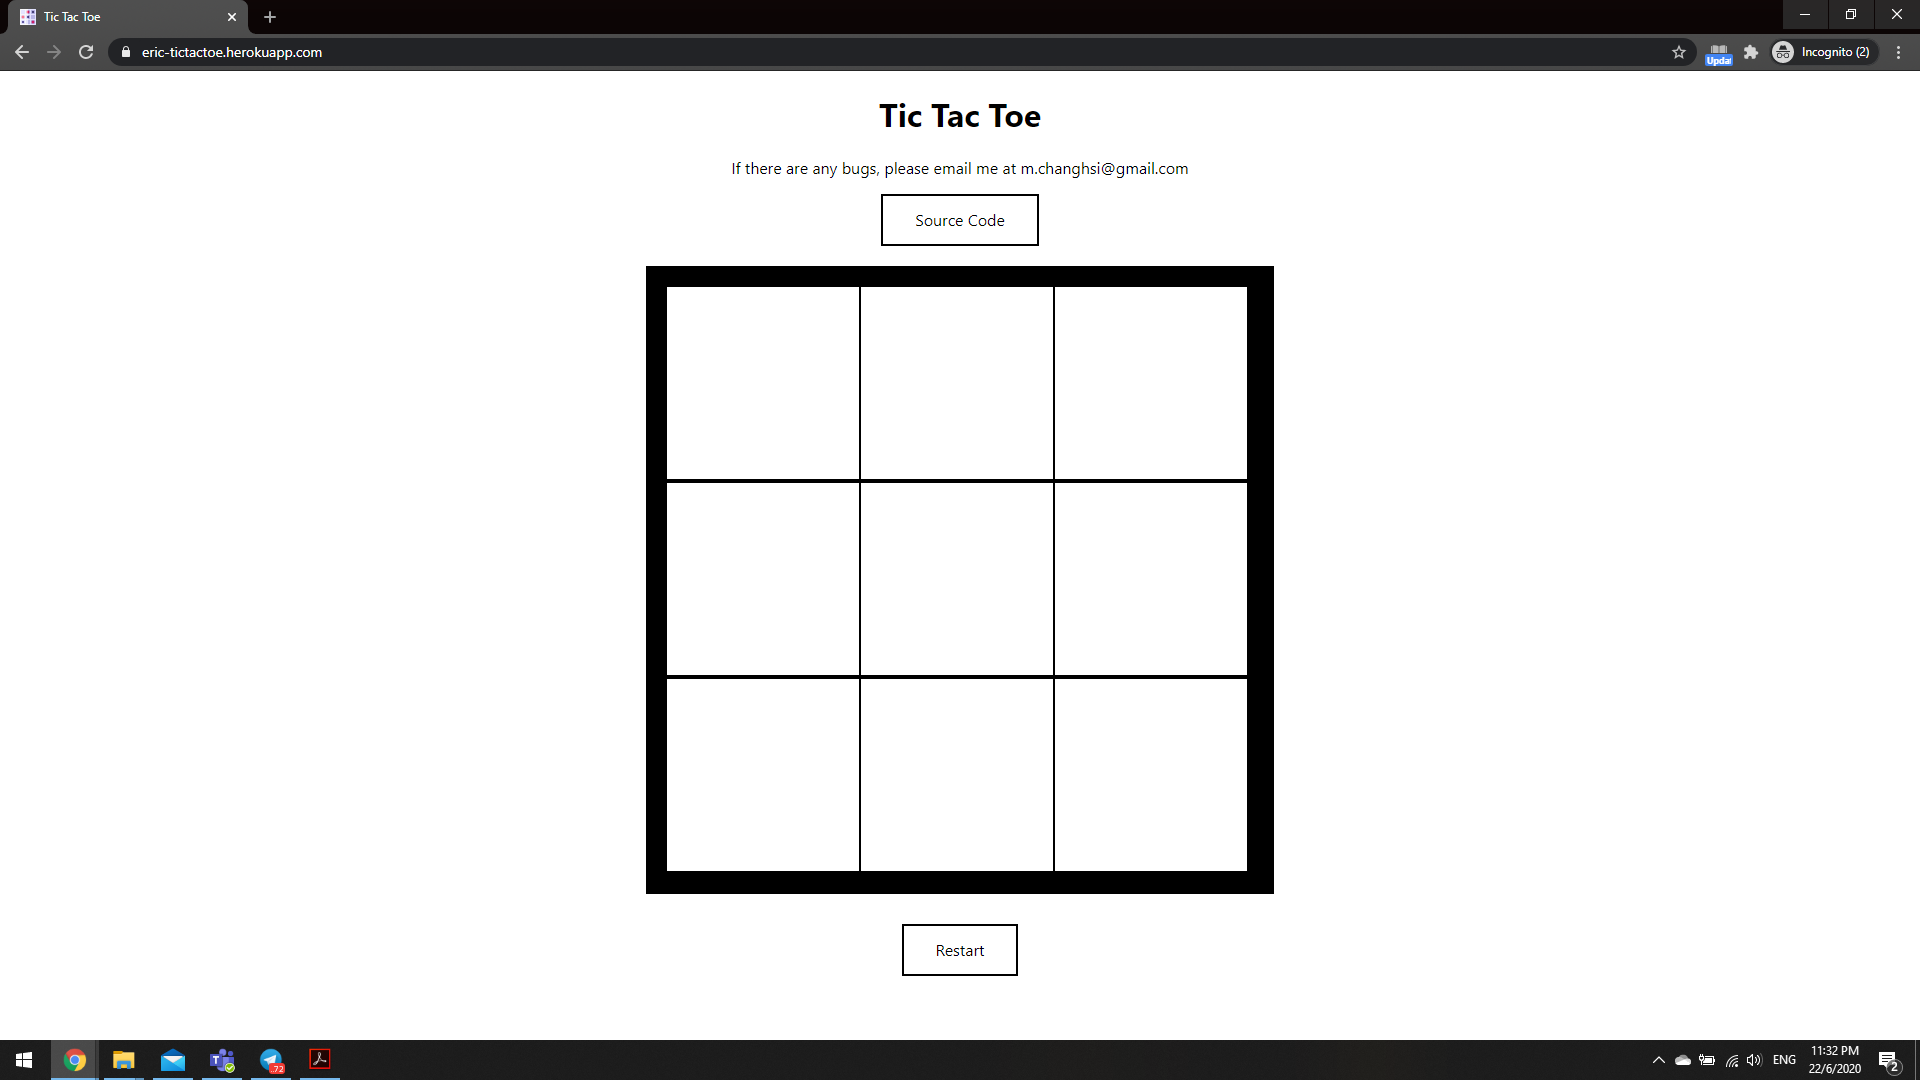 Tic Tac Toe
eric-tictactoe.herokuapp.com
Updat
Incognito (2)
Tic Tac Toe
If there are any bugs, please email me at m.changhsi@gmail.com
Source Code
Restart
.72
ENG
11:32 PM
22/6/2020
2